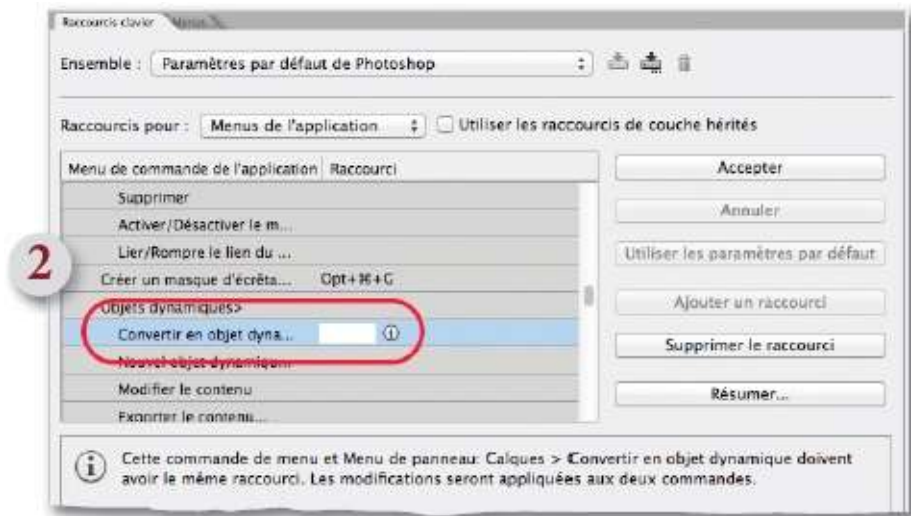 Raccourcis clavier Menus
Ensemble : Paramètres par défaut de Photoshop
Raccourcis pour : Menus de l'application Utiliser les raccourcis de couche hérités
Menu de commande de l'application Raccourci
Supprimer
Activer/Désactiver le m...
Lier/Rompre le lien du ...
Créer un masque d'écrêta... Opt+⌘+G
Objets dynamiques>
Convertir en objet dyna...
Nouvel objet dynamiqu...
Modifier le contenu
Exporter le contenu...
2
Accepter
Annuler
Utiliser les paramètres par défaut
Ajouter un raccourci
Supprimer le raccourci
Résumer...
Cette commande de menu et Menu de panneau: Calques > Convertir en objet dynamique doivent
avoir le même raccourci. Les modifications seront appliquées aux deux commandes.